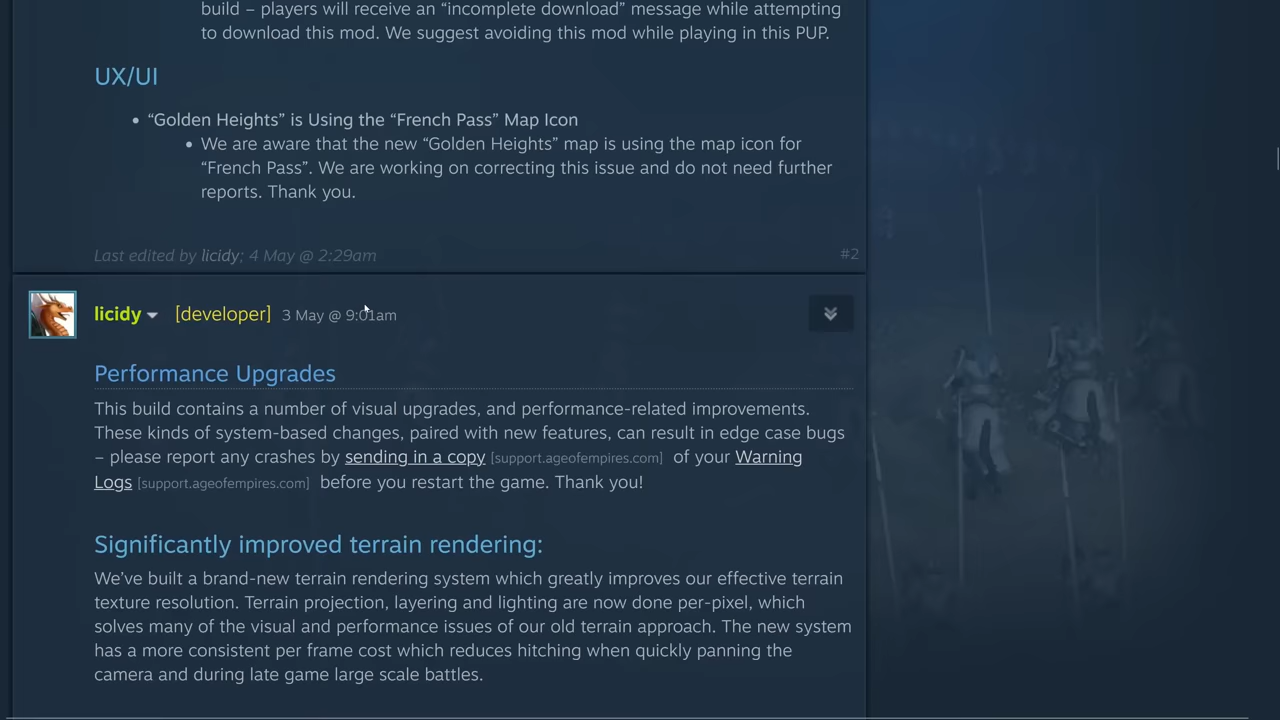 build – players will receive an “incomplete download” message while attempting
to download this mod. We suggest avoiding this mod while playing in this PUP.
UX/UI
• “Golden Heights” is Using the “French Pass” Map Icon
• We are aware that the new “Golden Heights” map is using the map icon for
“French Pass”. We are working on correcting this issue and do not need further
reports. Thank you.
Last edited by licidy; 4 May @ 2:29am #2
licidy [developer] 3 May @ 9:01am
Performance Upgrades
This build contains a number of visual upgrades, and performance-related improvements.
These kinds of system-based changes, paired with new features, can result in edge case bugs
– please report any crashes by sending in a copy [support.ageofempires.com] of your Warning
Logs [support.ageofempires.com] before you restart the game. Thank you!
Significantly improved terrain rendering:
We’ve built a brand-new terrain rendering system which greatly improves our effective terrain
texture resolution. Terrain projection, layering and lighting are now done per-pixel, which
solves many of the visual and performance issues of our old terrain approach. The new system
has a more consistent per frame cost which reduces hitching when quickly panning the
camera and during late game large scale battles.